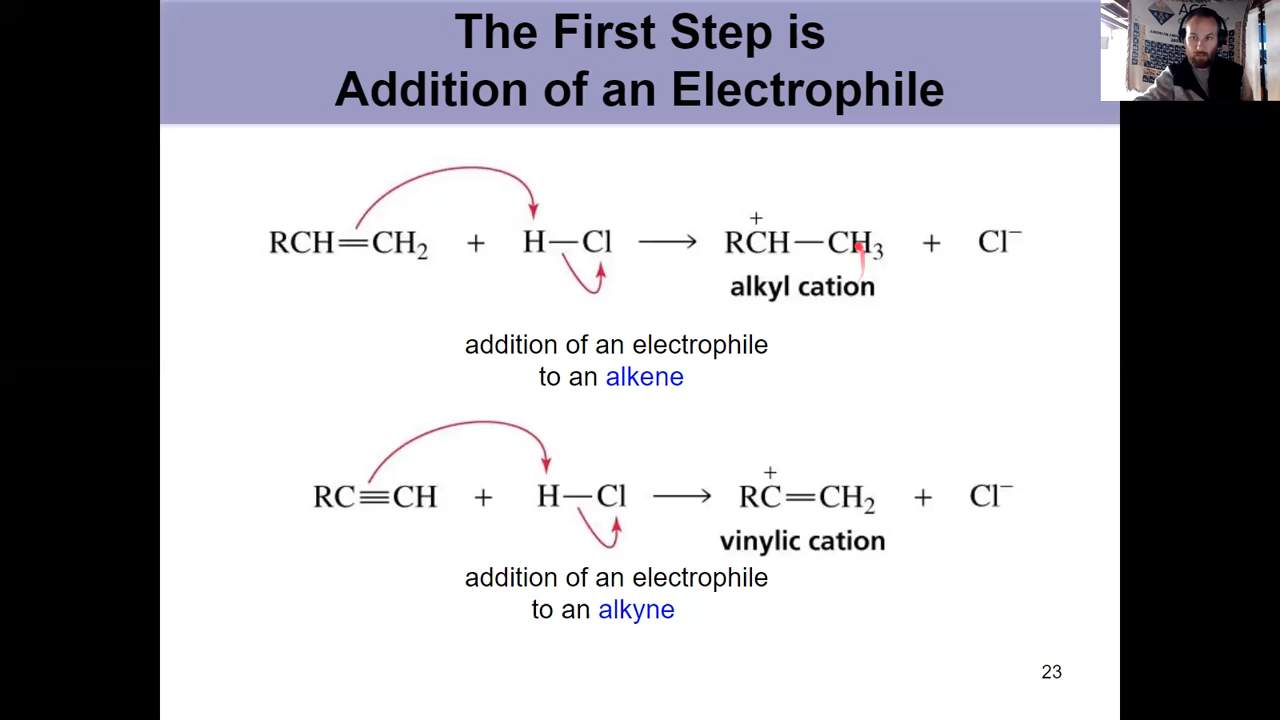 The First Step is
Addition of an Electrophile
RCH=CH₂ + H—Cl ⟶ RCH⁺—CH₃ + Cl⁻
alkyl cation
addition of an electrophile
to an alkene
RC≡CH + H—Cl ⟶ RC⁺=CH₂ + Cl⁻
vinylic cation
addition of an electrophile
to an alkyne
23